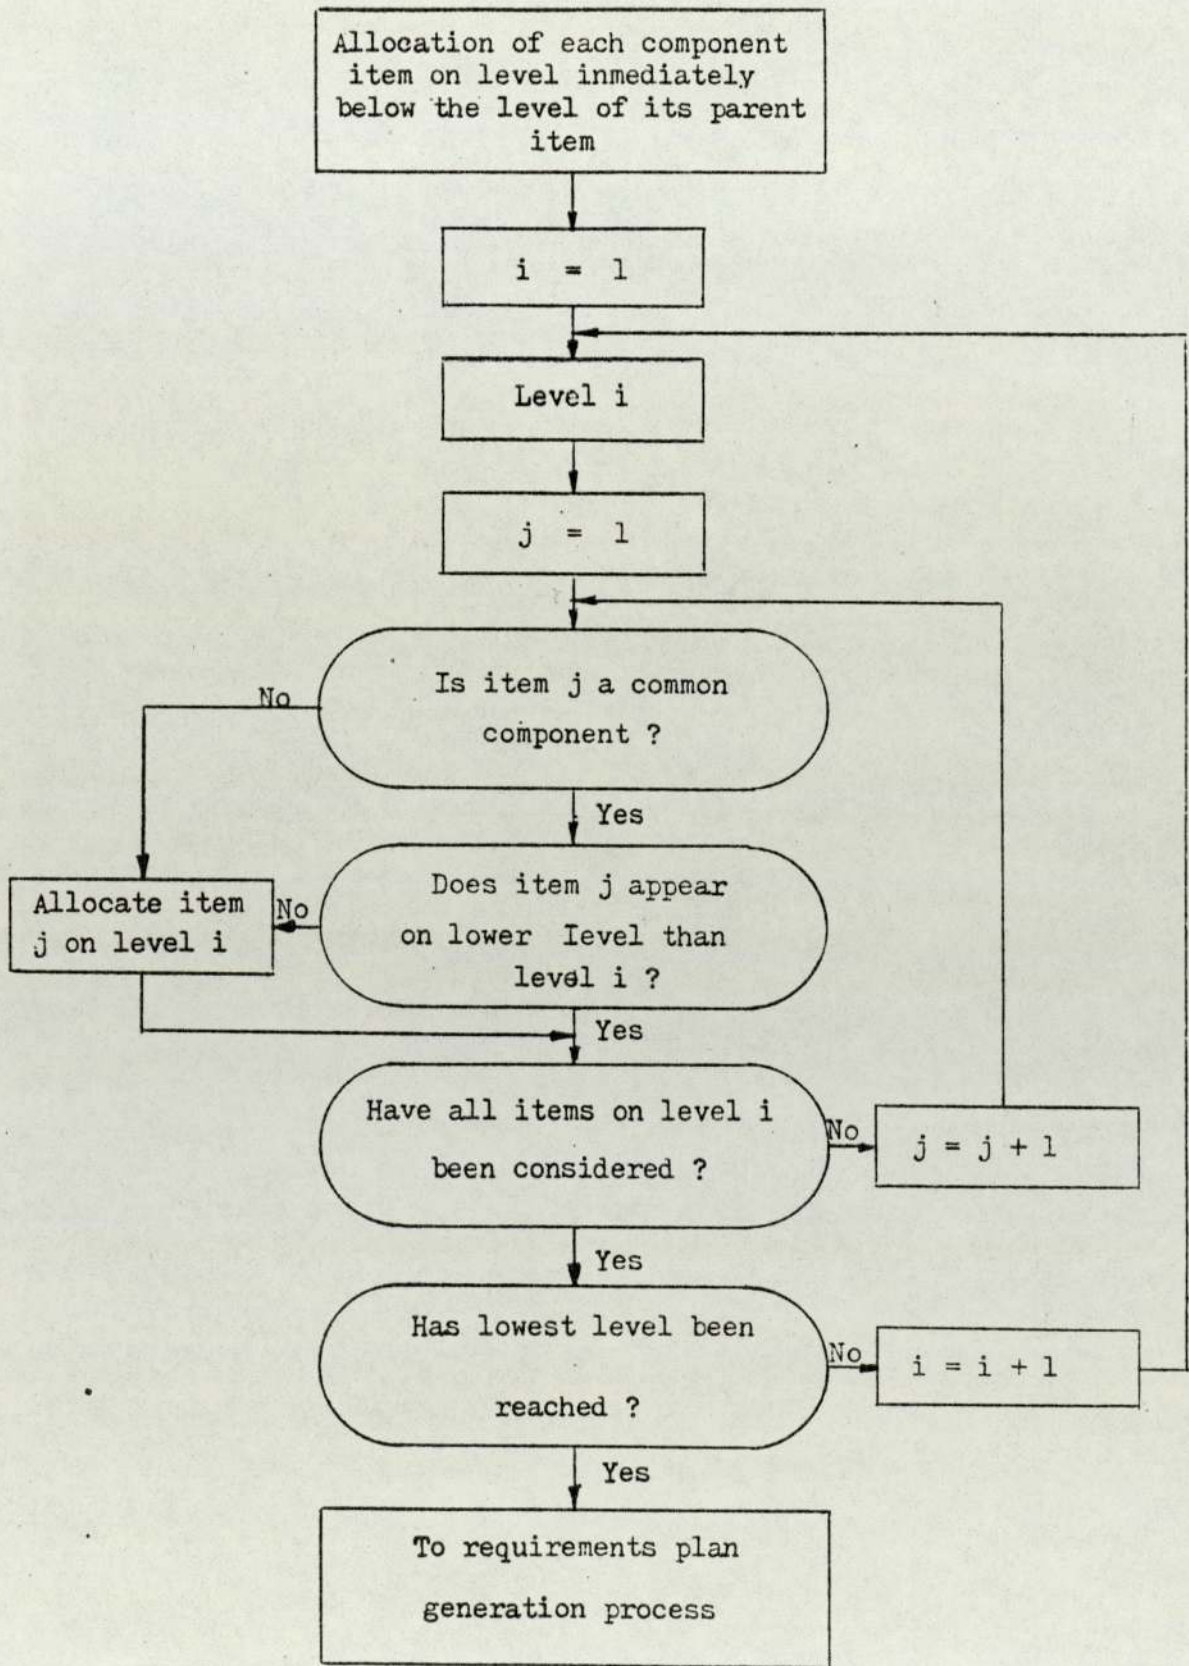 Allocation of each component
item on level inmediately
below the level of its parent
item
i = 1
Level i
j = 1
Is item j a common
component ?
No
Yes
Does item j appear
on lower Ievel than
level i ?
No
Allocate item
j on level i
Yes
Have all items on level i
been considered ?
No
j = j + 1
Yes
Has lowest level been
reached ?
No
i = i + 1
Yes
To requirements plan
generation process